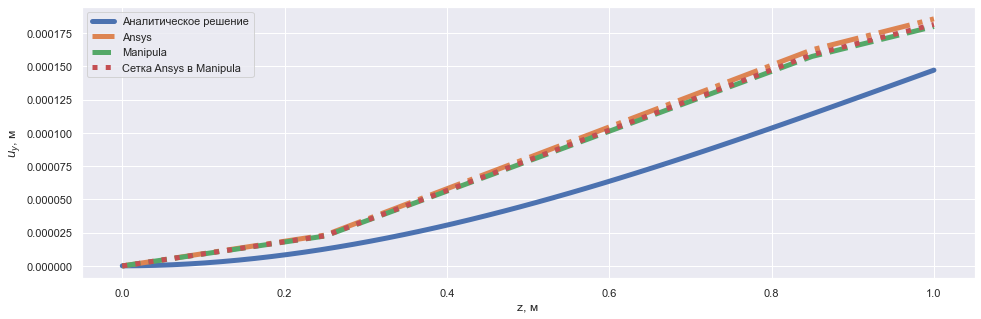 Аналитическое решение
Ansys
Manipula
Сетка Ansys в Manipula
u_y, м
0.000175
0.000150
0.000125
0.000100
0.000075
0.000050
0.000025
0.000000
0.0 0.2 0.4 0.6 0.8 1.0
z, м